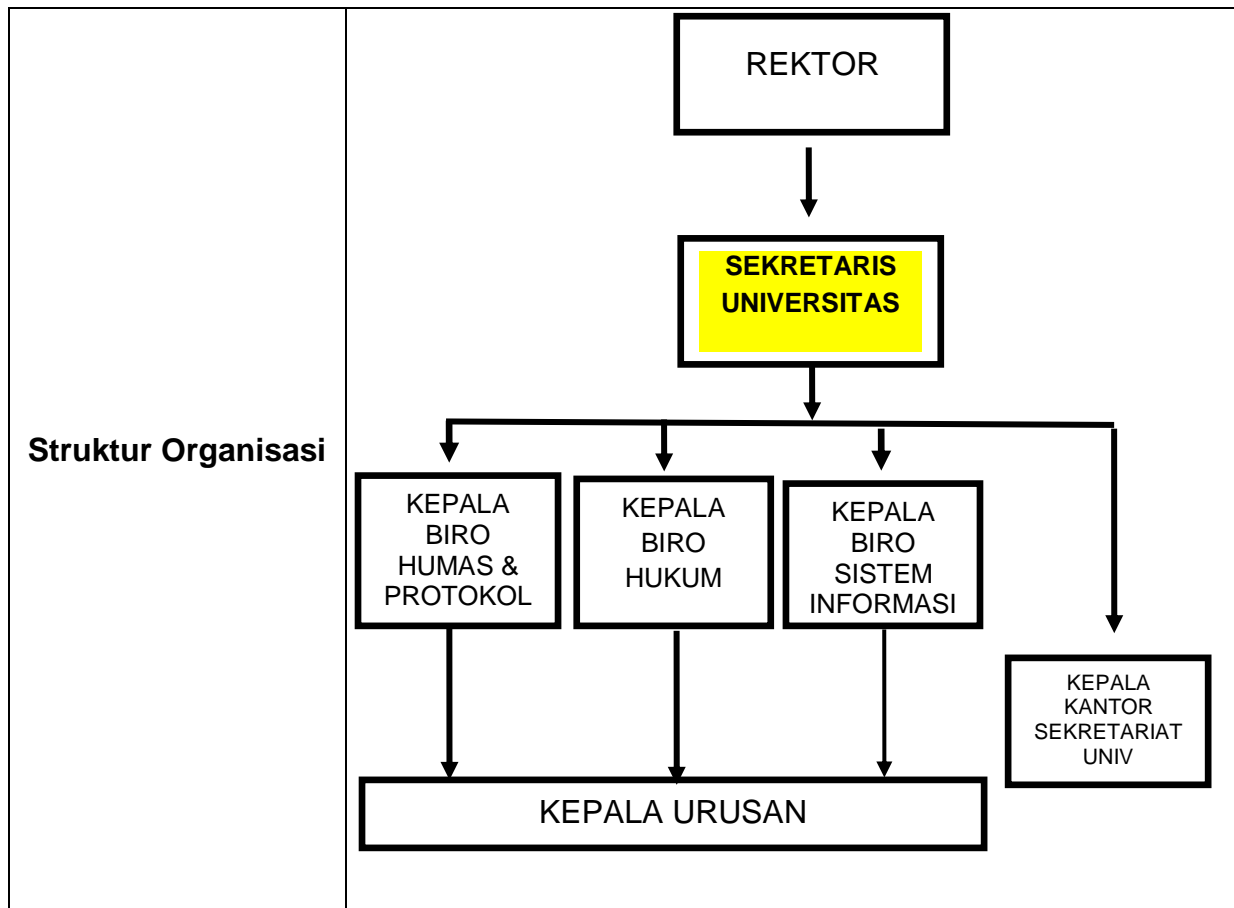 Struktur Organisasi
REKTOR
SEKRETARIS
UNIVERSITAS
KEPALA
BIRO
HUMAS &
PROTOKOL
KEPALA
BIRO
HUKUM
KEPALA
BIRO
SISTEM
INFORMASI
KEPALA
KANTOR
SEKRETARIAT
UNIV
KEPALA URUSAN